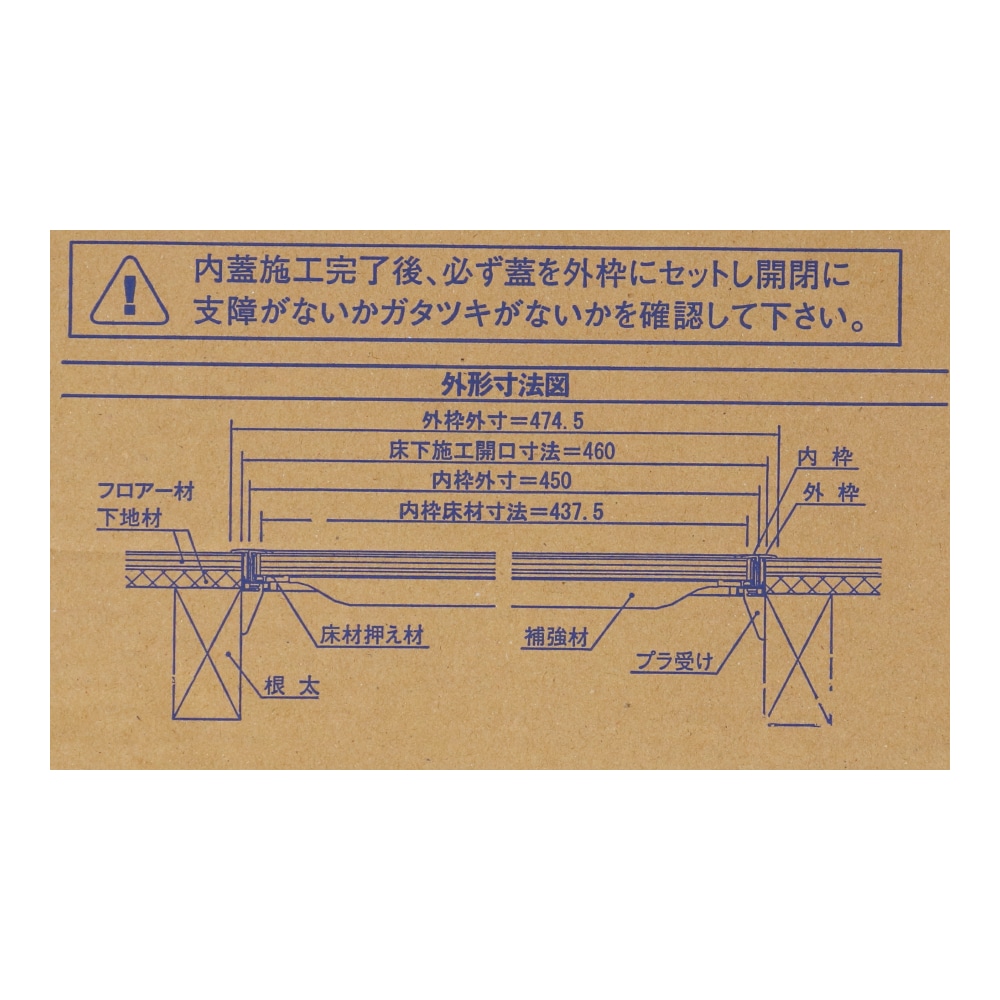 内蓋施工完了後、必ず蓋を外枠にセットし開閉に
支障がないかガタツキがないかを確認して下さい。
外形寸法図
外枠外寸＝474.5
床下施工開口寸法＝460
内枠外寸＝450
内枠床材寸法＝437.5
内 枠
外 枠
フロアー材
下地材
床材押え材
補強材
プラ受け
根 太